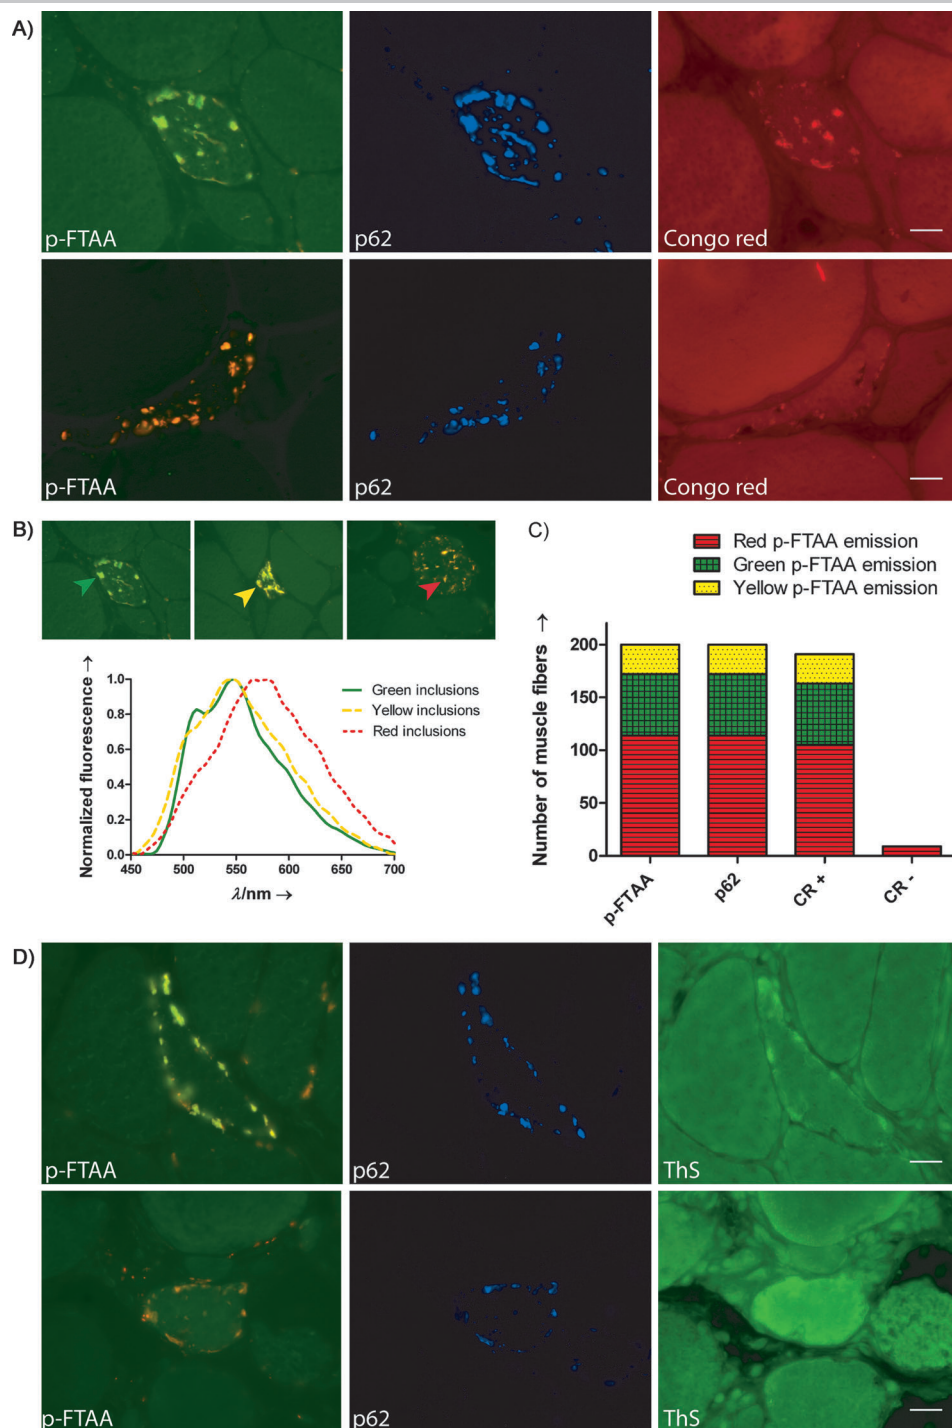 A)
p-FTAA
p62
Congo red
p-FTAA
p62
Congo red
B)
Normalized fluorescence →
1.0
0.8
0.6
0.4
0.2
0.0
450
500
550
600
650
700
λ/nm →
Green inclusions
Yellow inclusions
Red inclusions
C)
Red p-FTAA emission
Green p-FTAA emission
Yellow p-FTAA emission
Number of muscle fibers →
200
150
100
50
0
p-FTAA
p62
CR +
CR -
D)
p-FTAA
p62
ThS
p-FTAA
p62
ThS